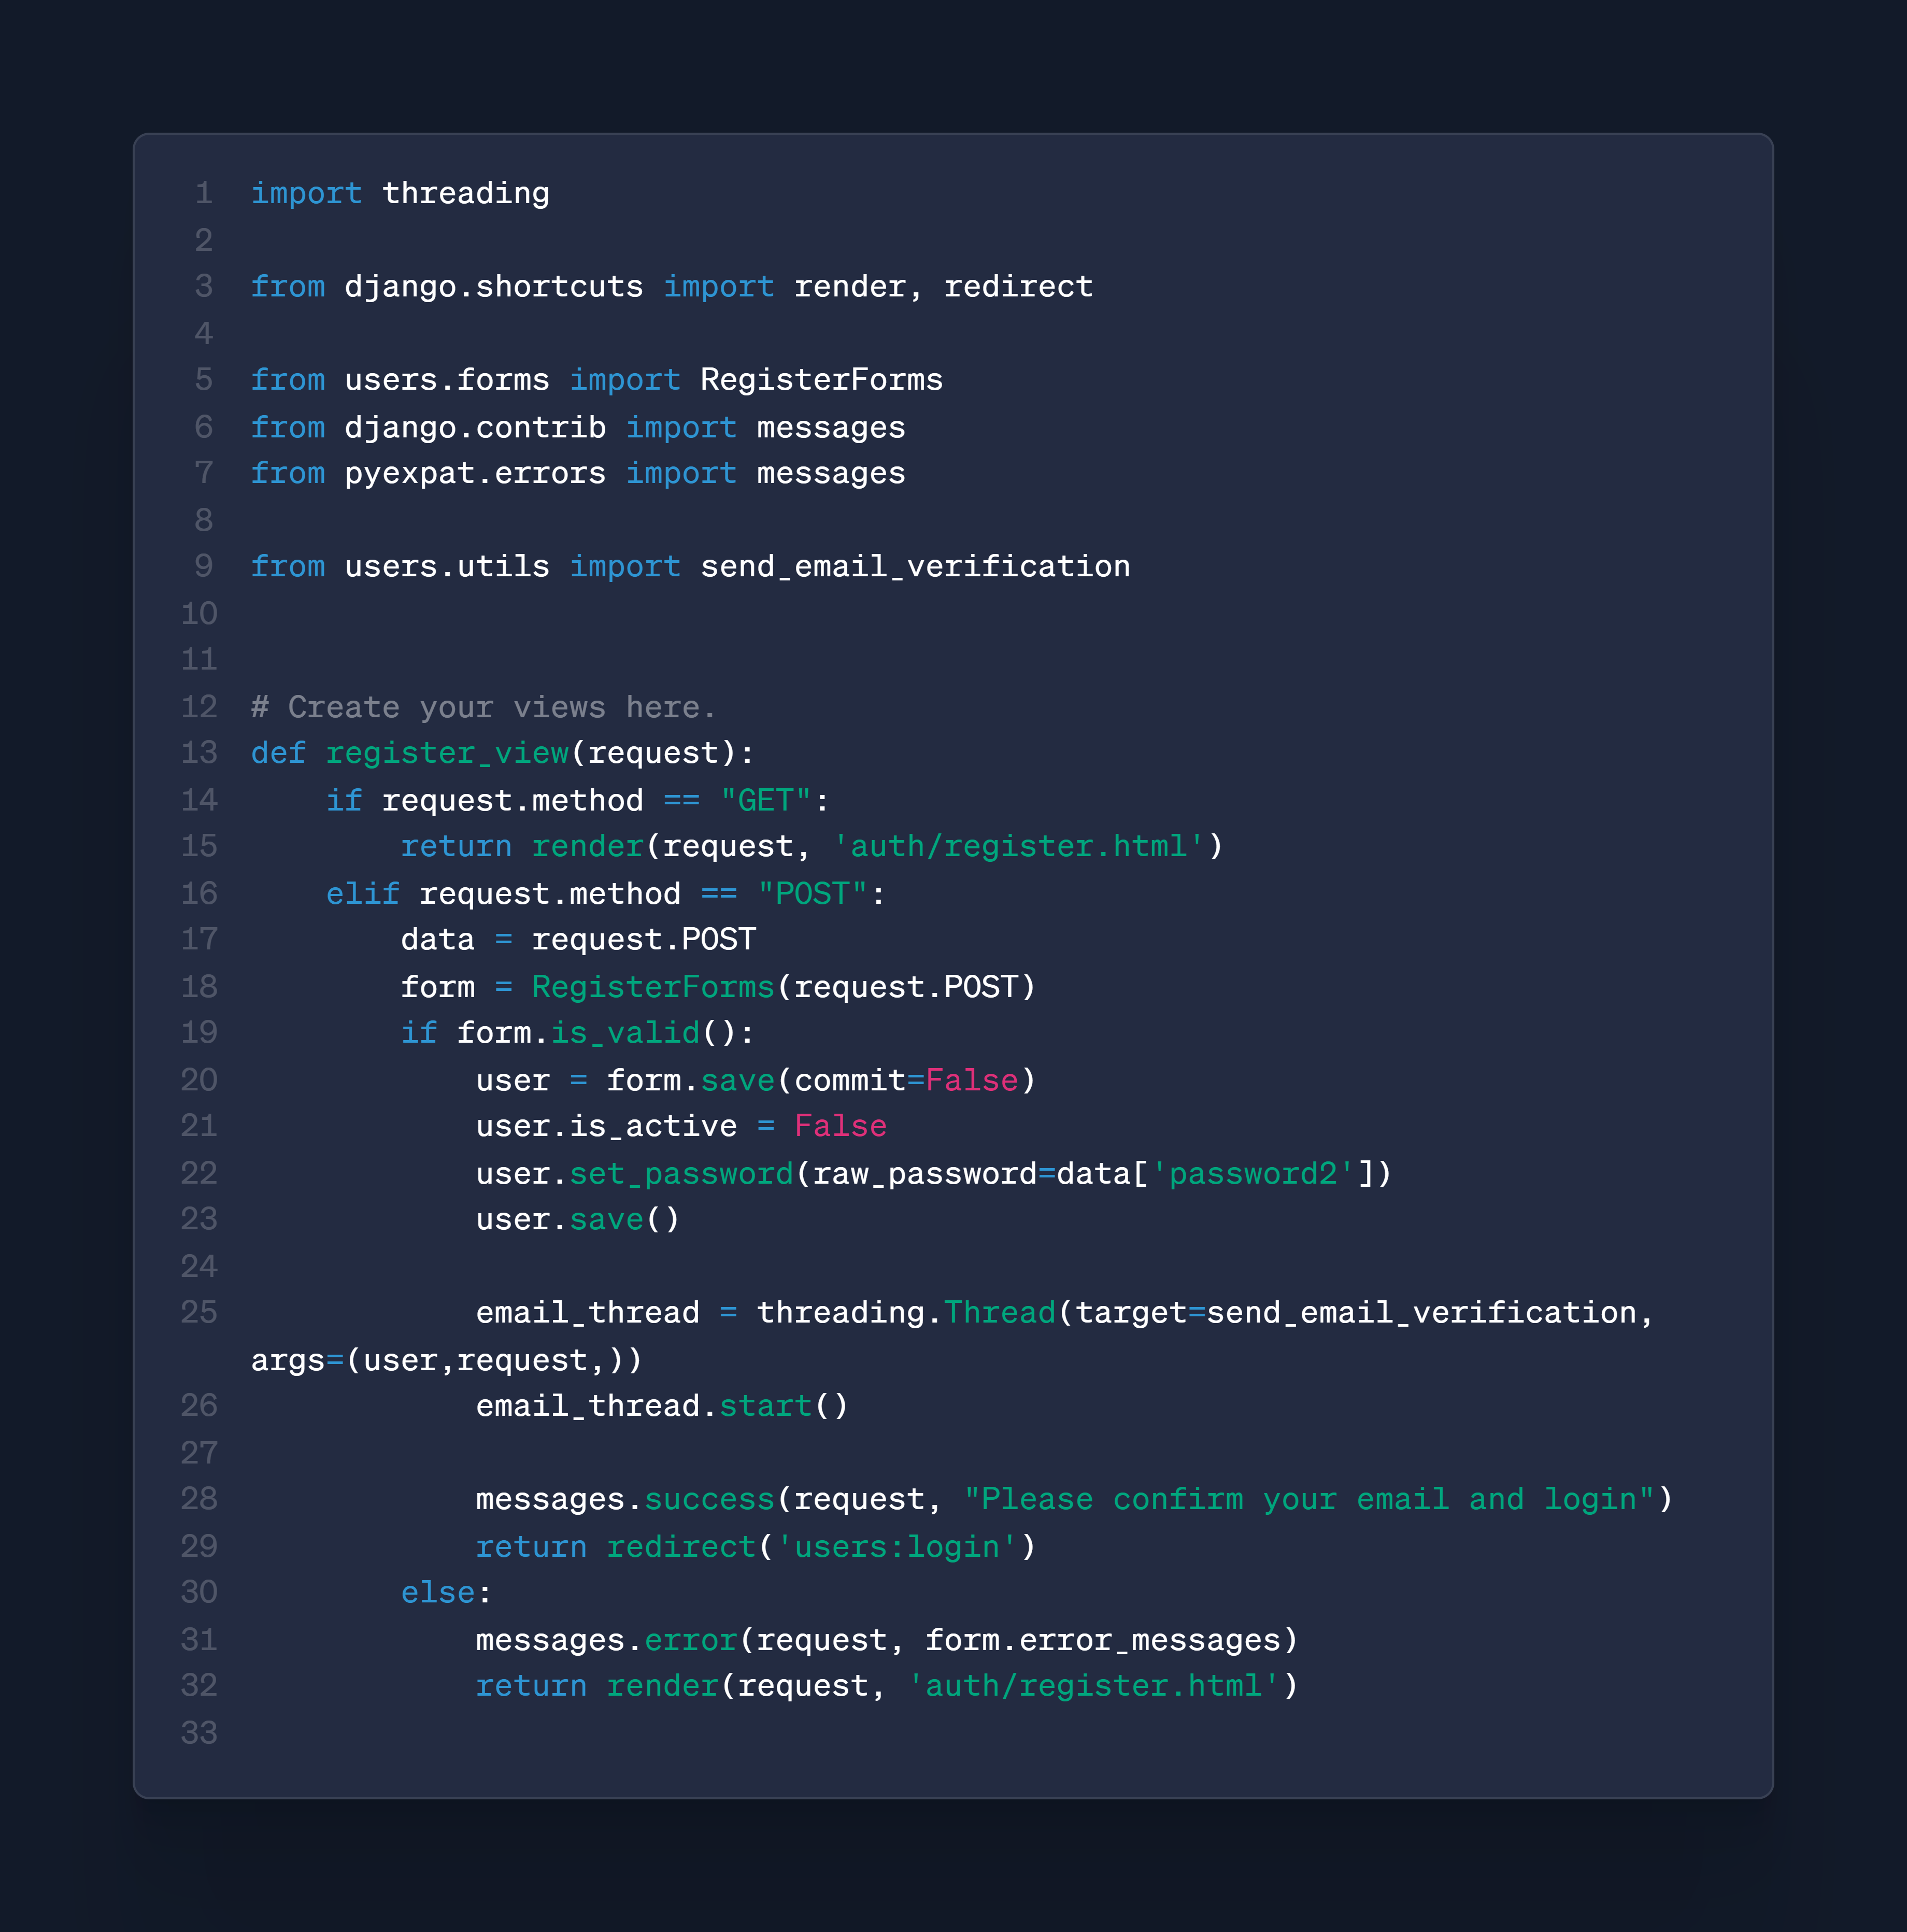 1 import threading
2
3 from django.shortcuts import render, redirect
4
5 from users.forms import RegisterForms
6 from django.contrib import messages
7 from pyexpat.errors import messages
8
9 from users.utils import send_email_verification
10
11
12 # Create your views here.
13 def register_view(request):
14     if request.method == "GET":
15         return render(request, 'auth/register.html')
16     elif request.method == "POST":
17         data = request.POST
18         form = RegisterForms(request.POST)
19         if form.is_valid():
20             user = form.save(commit=False)
21             user.is_active = False
22             user.set_password(raw_password=data['password2'])
23             user.save()
24
25             email_thread = threading.Thread(target=send_email_verification,
args=(user,request,))
26             email_thread.start()
27
28             messages.success(request, "Please confirm your email and login")
29             return redirect('users:login')
30         else:
31             messages.error(request, form.error_messages)
32             return render(request, 'auth/register.html')
33